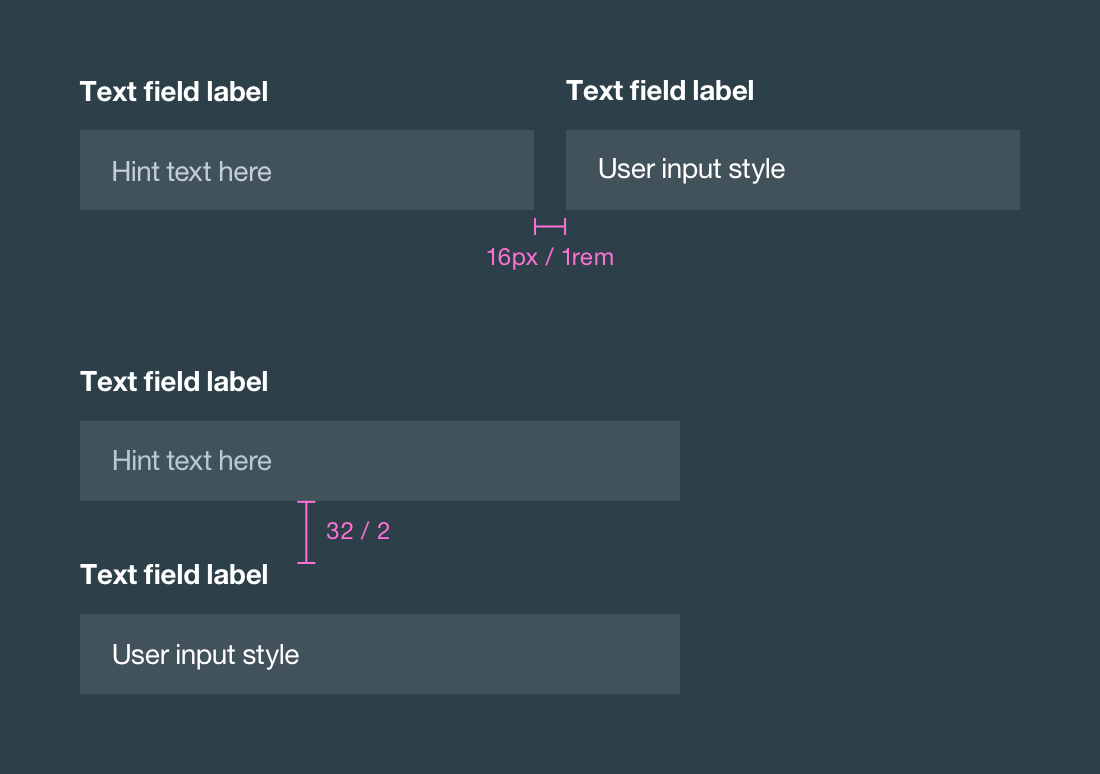 Text field label
Text field label
Hint text here
User input style
16px / 1rem
Text field label
Hint text here
32 / 2
Text field label
User input style